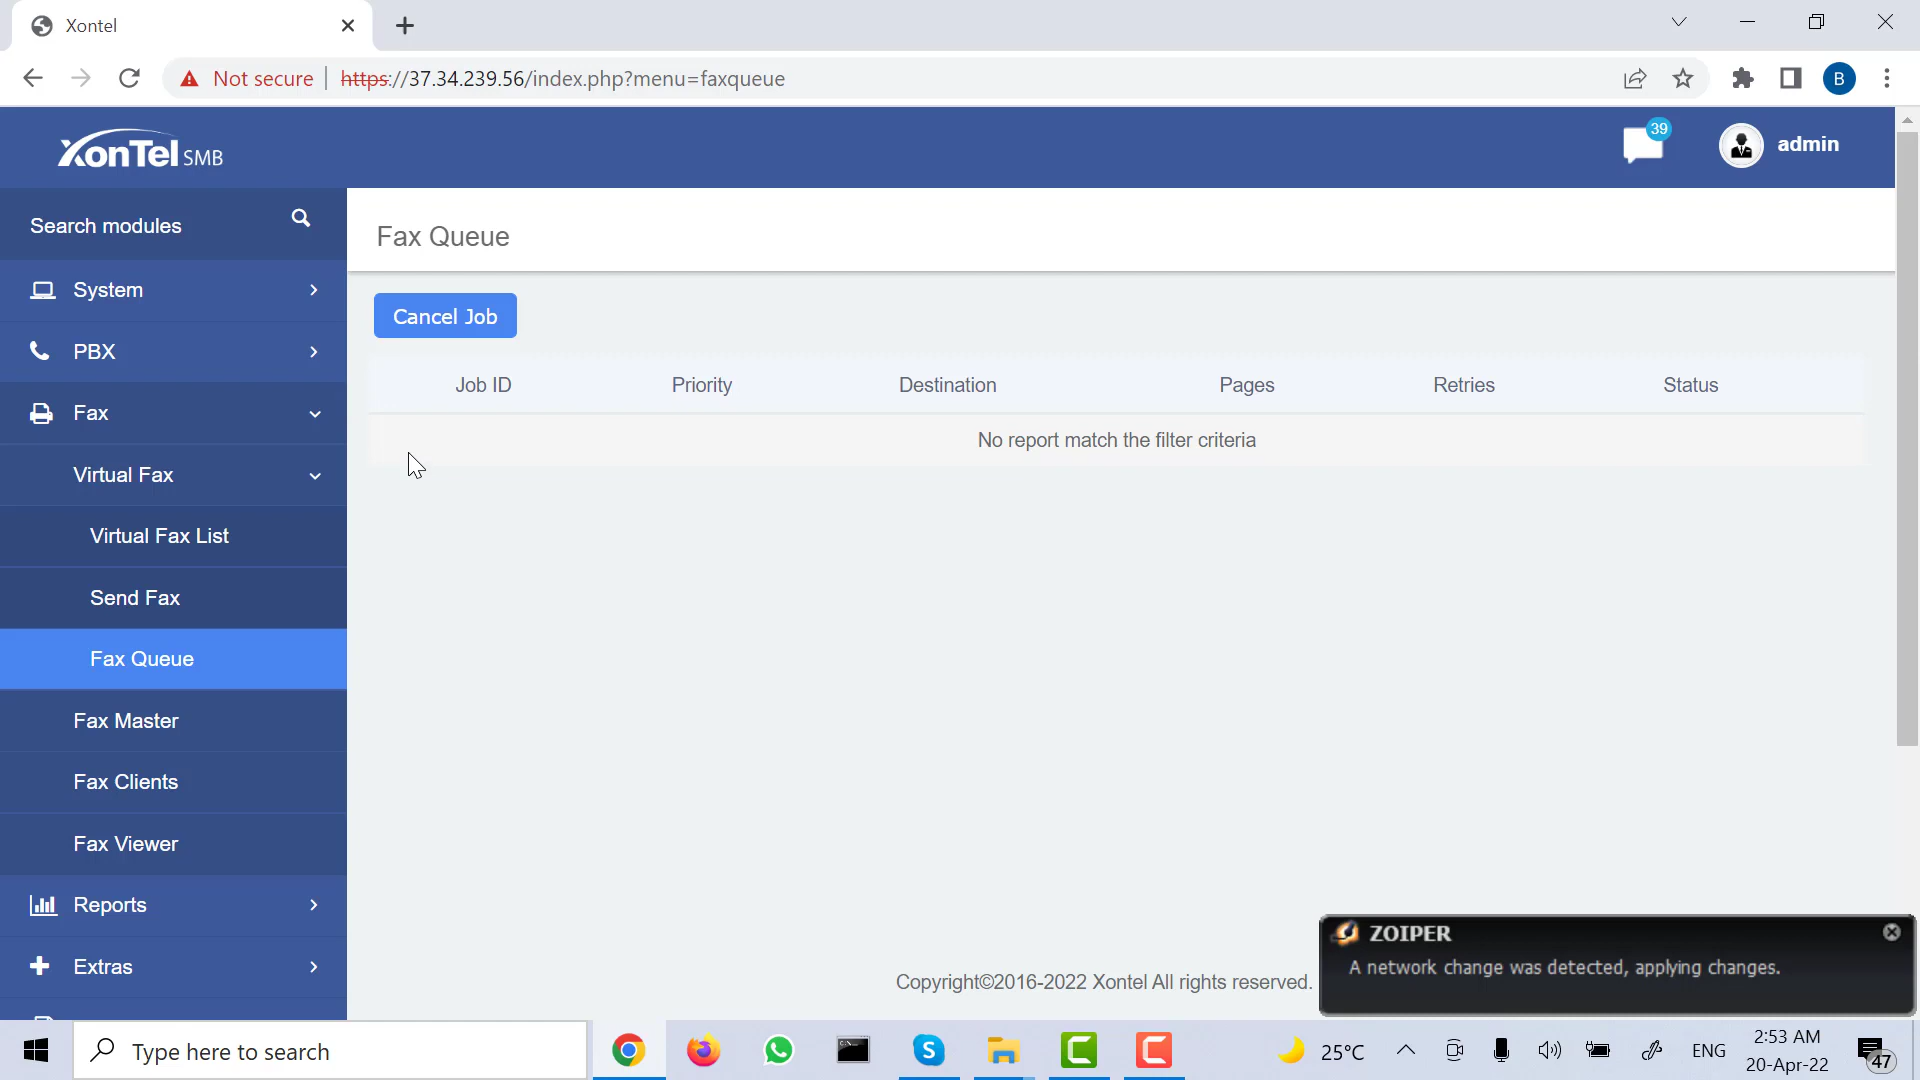 Xontel
Not secure
https://37.34.239.56/index.php?menu=faxqueue
B
XonTel SMB
39
admin
Search modules
System
PBX
Fax
Virtual Fax
Virtual Fax List
Send Fax
Fax Queue
Fax Master
Fax Clients
Fax Viewer
Reports
Extras
Fax Queue
Cancel Job
Job ID Priority Destination Pages Retries Status
No report match the filter criteria
Copyright©2016-2022 Xontel All rights reserved.
ZOIPER
A network change was detected, applying changes.
Type here to search
25°C
ENG
2:53 AM
20-Apr-22
47